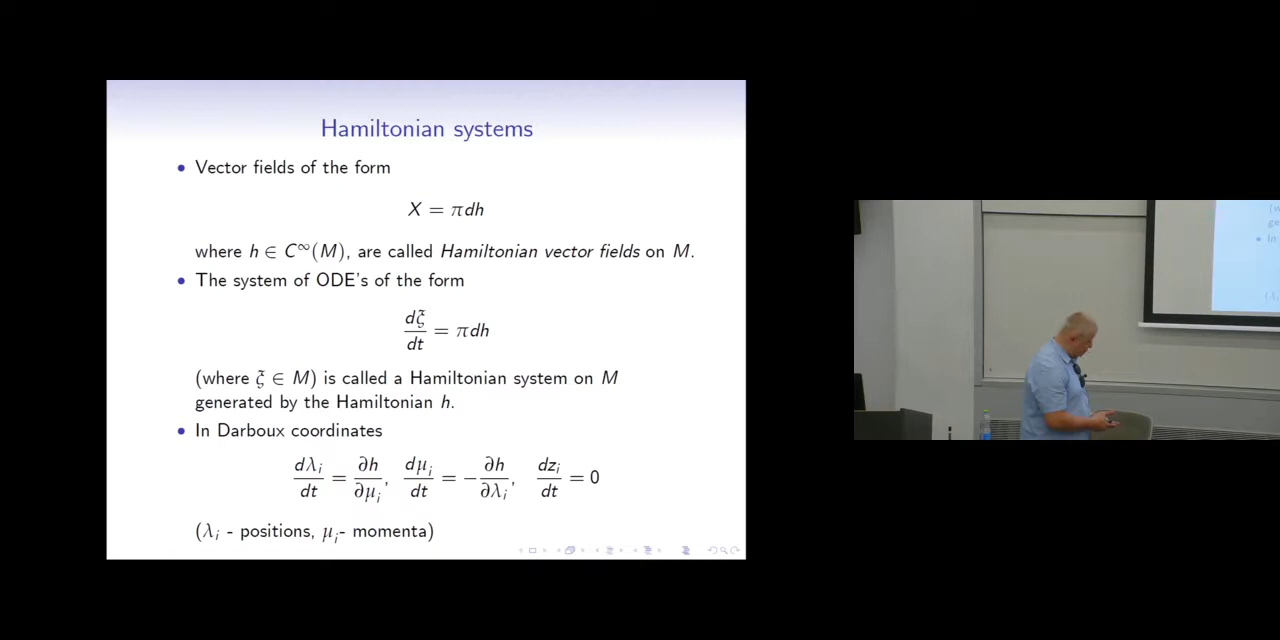 Hamiltonian systems
• Vector fields of the form
X = πdh
where h ∈ C^∞(M), are called Hamiltonian vector fields on M.
• The system of ODE's of the form
dξ/dt = πdh
(where ξ ∈ M) is called a Hamiltonian system on M
generated by the Hamiltonian h.
• In Darboux coordinates
dλ_i/dt = ∂h/∂μ_i, dμ_i/dt = −∂h/∂λ_i, dz_i/dt = 0
(λ_i - positions, μ_i- momenta)